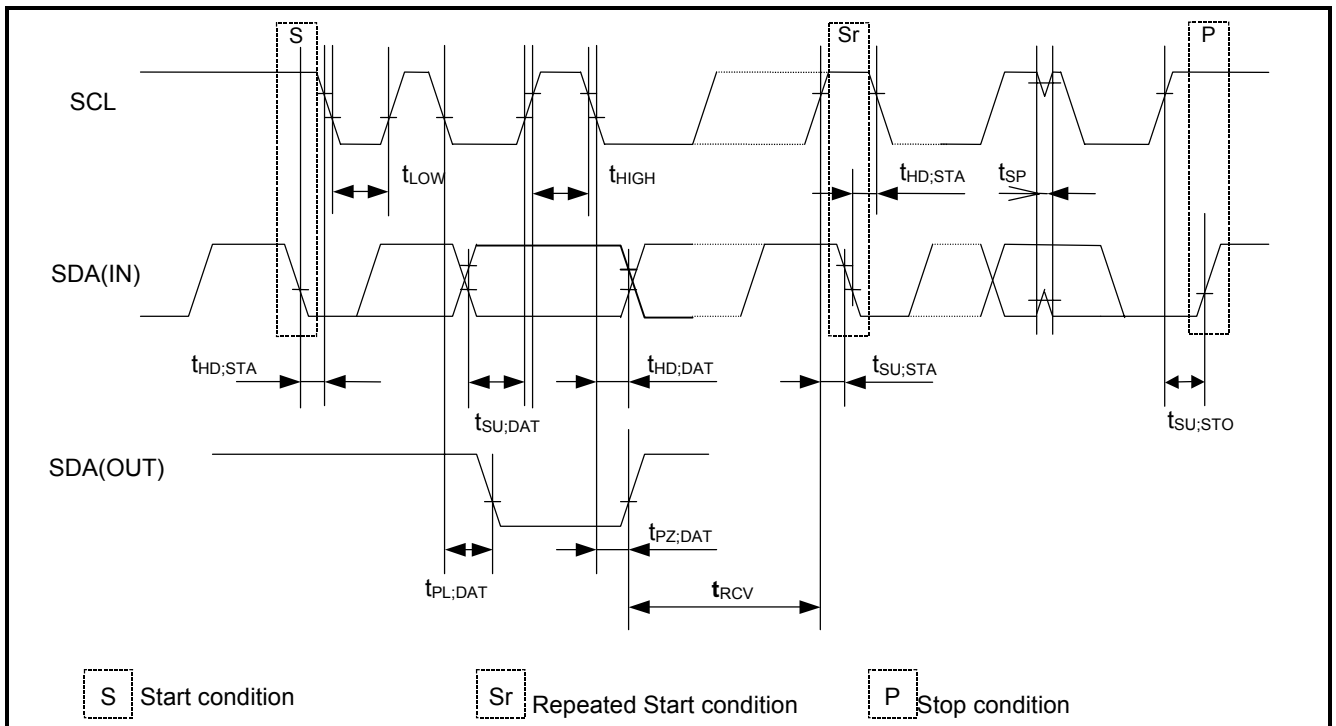 S Sr P
SCL
tLOW tHIGH tHD;STA tSP
SDA(IN)
tHD;STA tHD;DAT tSU;STA
tSU;DAT tSU;STO
SDA(OUT)
tPZ;DAT
tPL;DAT tRCV
S Start condition Sr Repeated Start condition P Stop condition